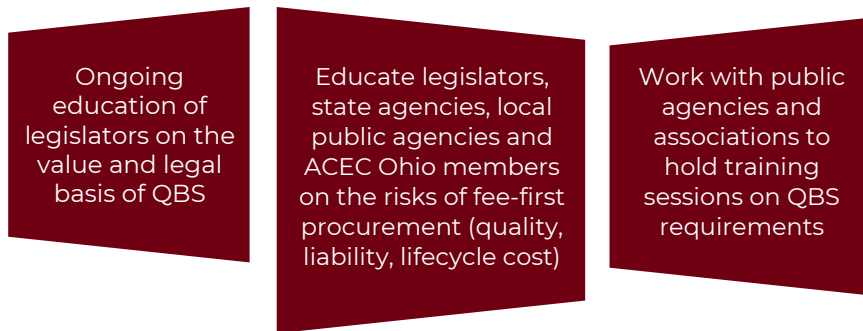 Ongoing
education of
legislators on the
value and legal
basis of QBS
Educate legislators,
state agencies, local
public agencies and
ACEC Ohio members
on the risks of fee-first
procurement (quality,
liability, lifecycle cost)
Work with public
agencies and
associations to
hold training
sessions on QBS
requirements